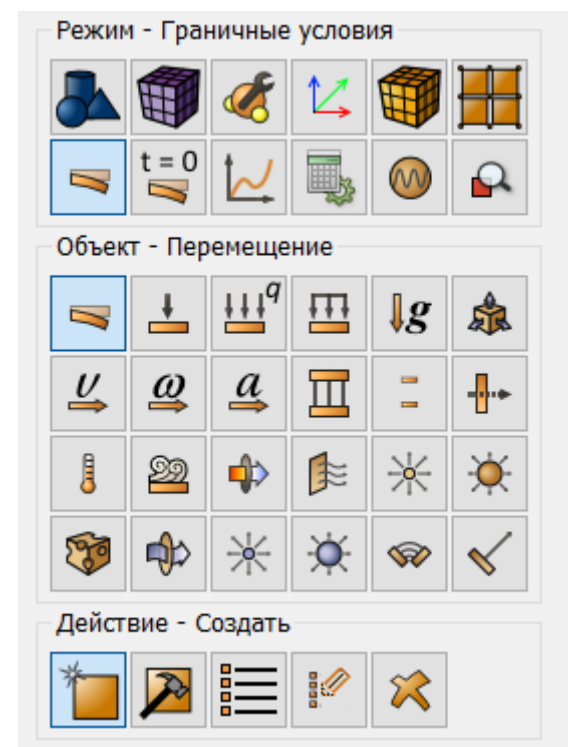 Режим - Граничные условия
t = 0
Объект - Перемещение
q
g
υ ω a
Действие - Создать